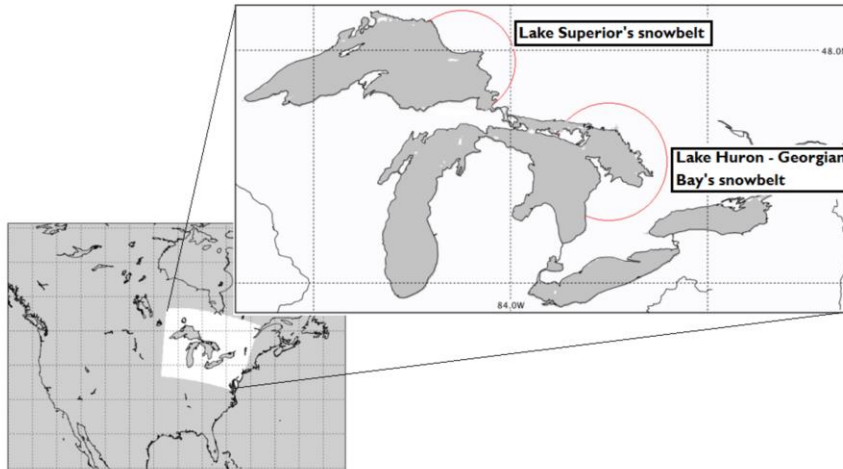 Lake Superior's snowbelt
48.0N
Lake Huron - Georgian
Bay's snowbelt
84.0W